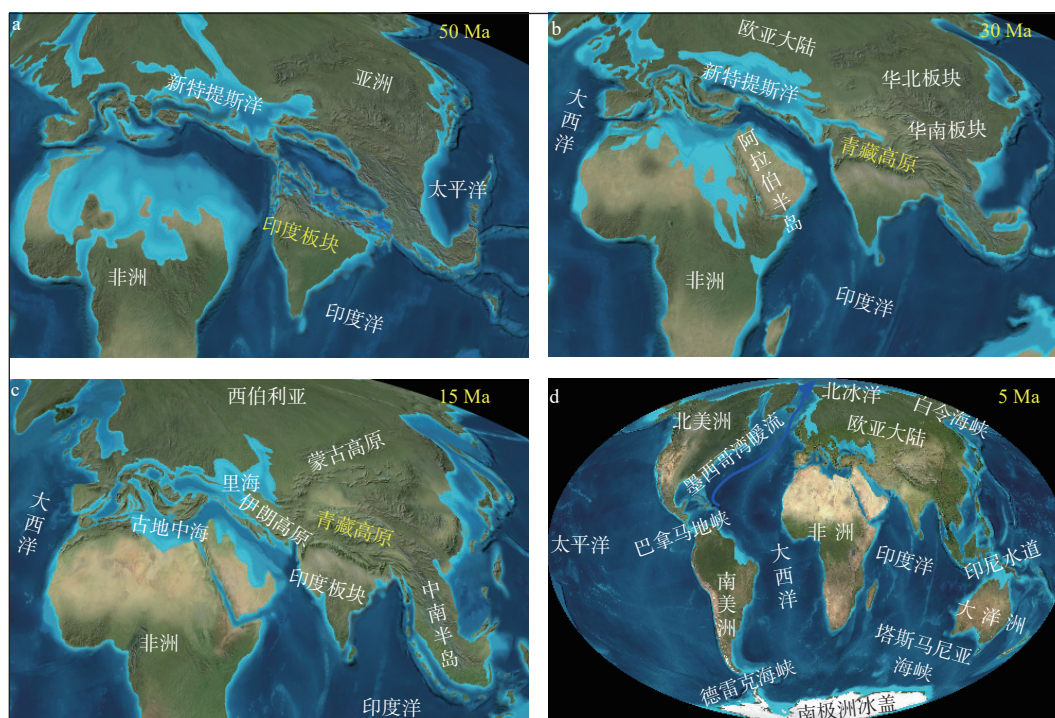 a
50 Ma
亚洲
新特提斯洋
太平洋
印度板块
非洲
印度洋
b
30 Ma
欧亚大陆
新特提斯洋
华北板块
大西洋
华南板块
青藏高原
阿拉伯半岛
非洲
印度洋
c
15 Ma
西伯利亚
蒙古高原
里海
大西洋
伊朗高原
古地中海
青藏高原
印度板块
中南半岛
非洲
印度洋
d
5 Ma
北冰洋
白令海峡
北美洲
欧亚大陆
墨西哥湾暖流
巴拿马地峡
太平洋
非洲
大西洋
印度洋
印尼水道
南美洲
大洋洲
塔斯马尼亚
海峡
德雷克海峡
南极洲冰盖